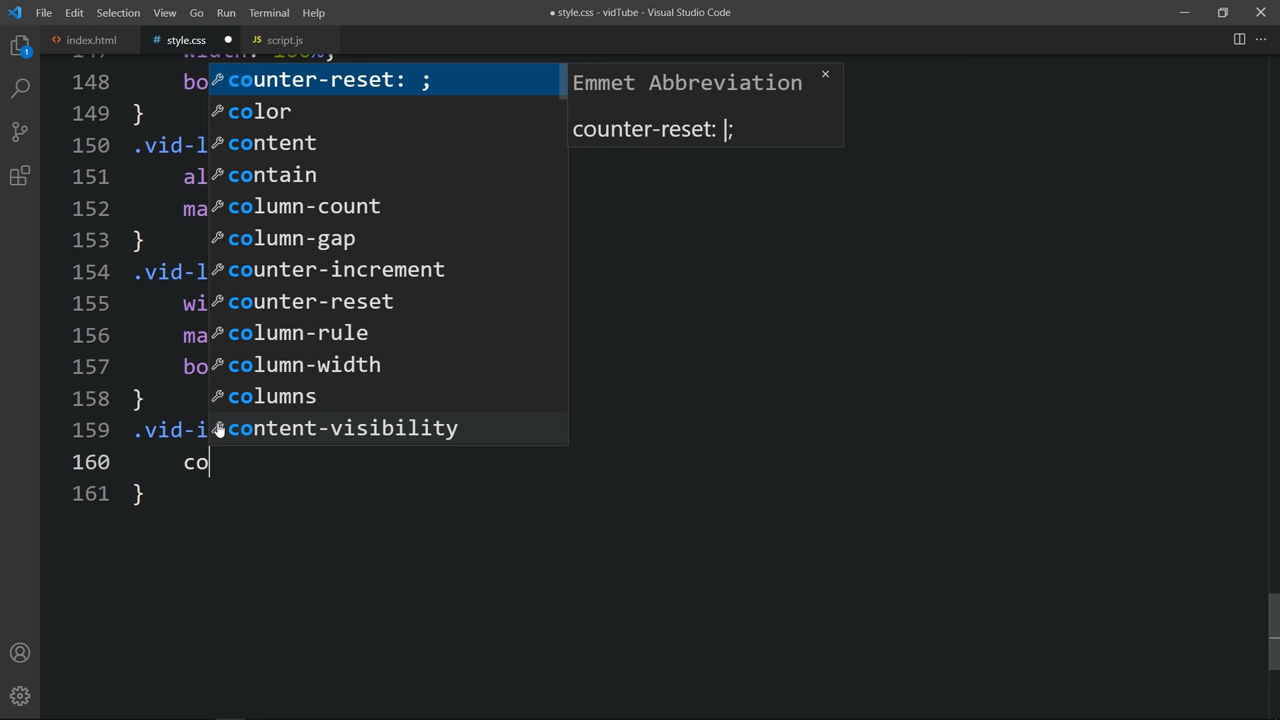 File Edit Selection View Go Run Terminal Help
● style.css - vidTube - Visual Studio Code
index.html
# style.css
JS script.js
1
148 bo
149 }
150 .vid-l
151 al
152 ma
153 }
154 .vid-l
155 wi
156 ma
157 bo
158 }
159 .vid-i
160 co
161 }
counter-reset: ;
color
content
contain
column-count
column-gap
counter-increment
counter-reset
column-rule
column-width
columns
content-visibility
Emmet Abbreviation
counter-reset: |;